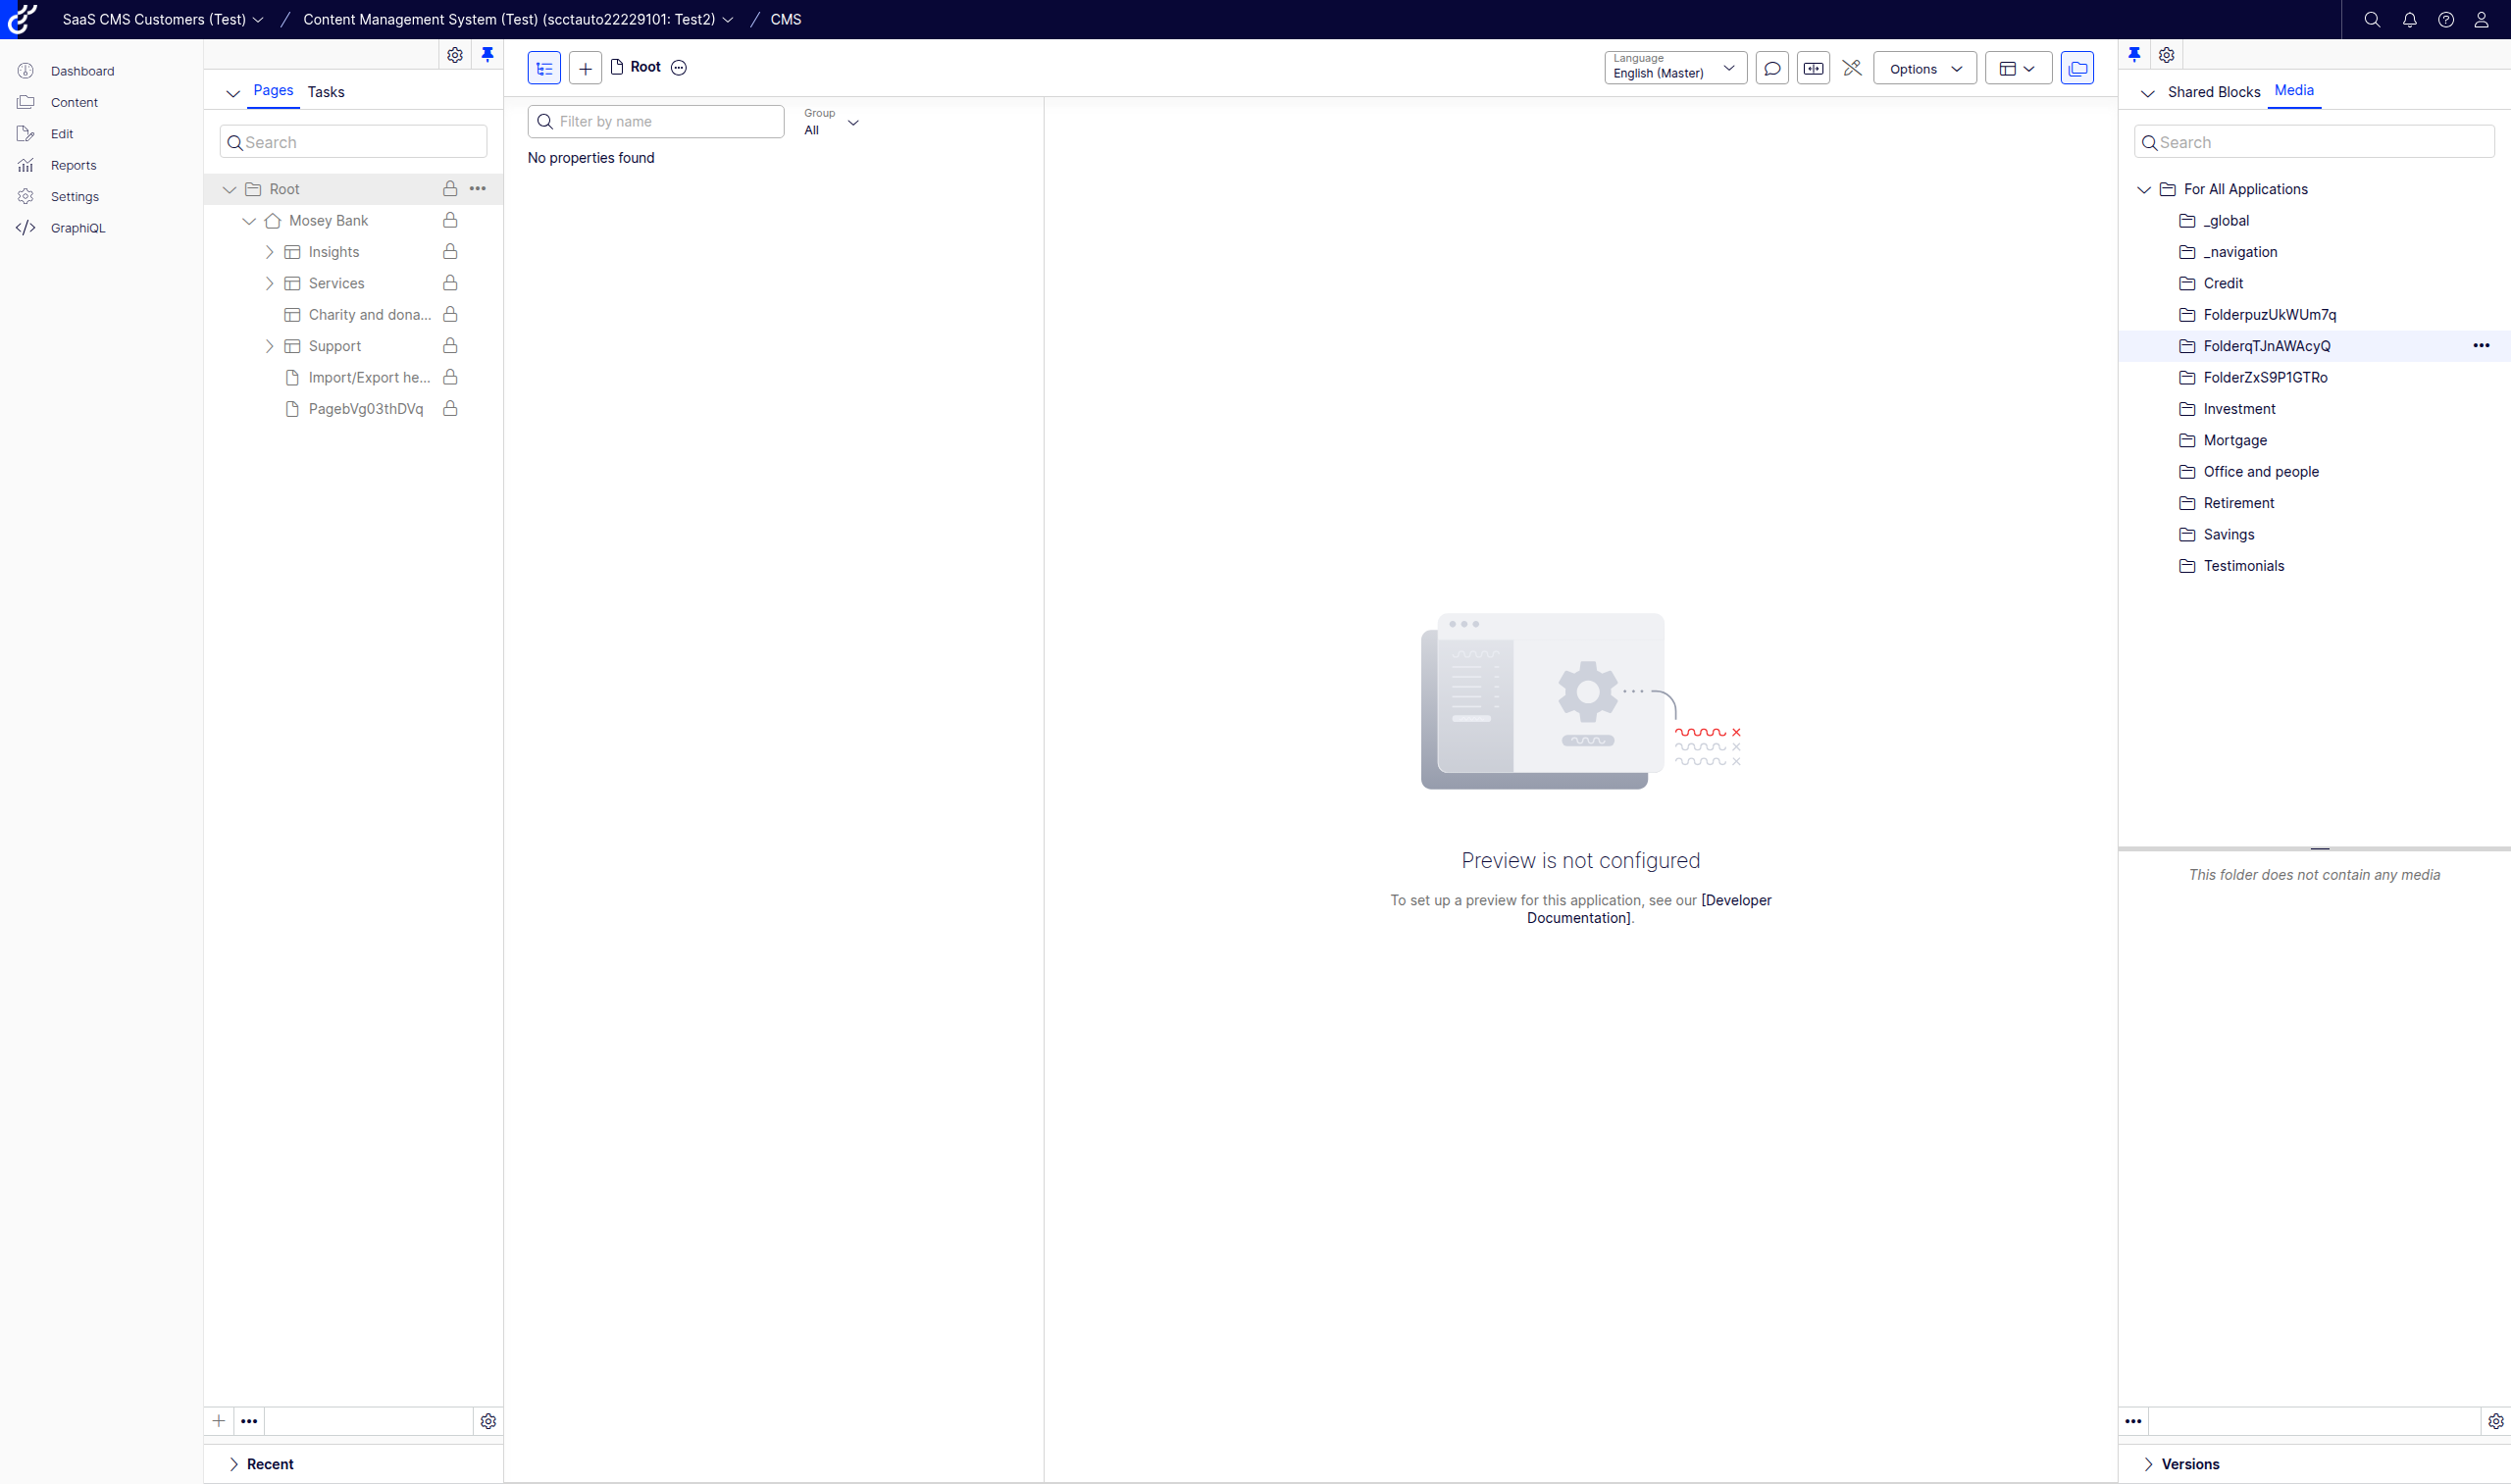 SaaS CMS Customers (Test) / Content Management System (Test) (scctauto22229101: Test2) / CMS
Dashboard
Content
Edit
Reports
Settings
GraphiQL
Pages Tasks
Search
Root
Mosey Bank
Insights
Services
Charity and dona...
Support
Import/Export he...
PagebVg03thDVq
Recent
Root
Language
English (Master)
Options
Filter by name
Group
All
No properties found
Preview is not configured
To set up a preview for this application, see our [Developer
Documentation].
Shared Blocks Media
Search
For All Applications
_global
_navigation
Credit
FolderpuzUkWUm7q
FolderqTJnAWAcyQ
FolderZxS9P1GTRo
Investment
Mortgage
Office and people
Retirement
Savings
Testimonials
This folder does not contain any media
Versions